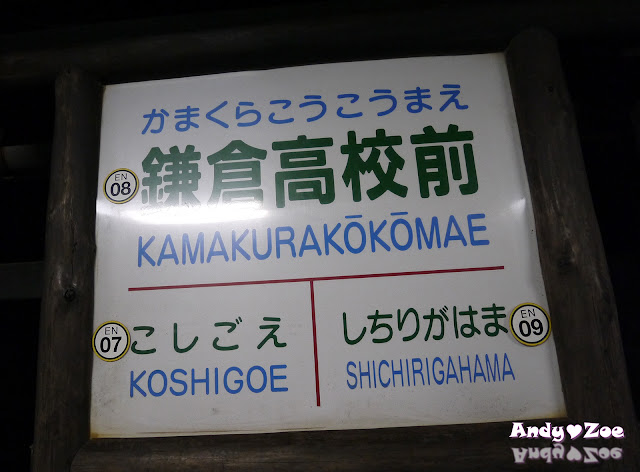 かまくらこうこうまえ
EN
08
鎌倉高校前
KAMAKURAKŌKŌMAE
EN
07
こしごえ
KOSHIGOE
しちりがはま
EN
09
SHICHIRIGAHAMA
Andy♥Zoe